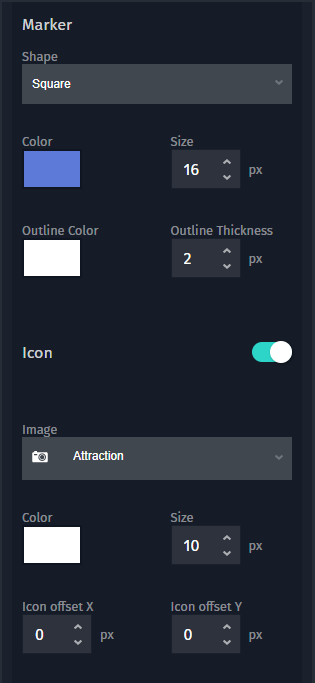 Marker
Shape
Square
Color Size
16 px
Outline Color Outline Thickness
2 px
Icon
Image
Attraction
Color Size
10 px
Icon offset X Icon offset Y
0 px 0 px